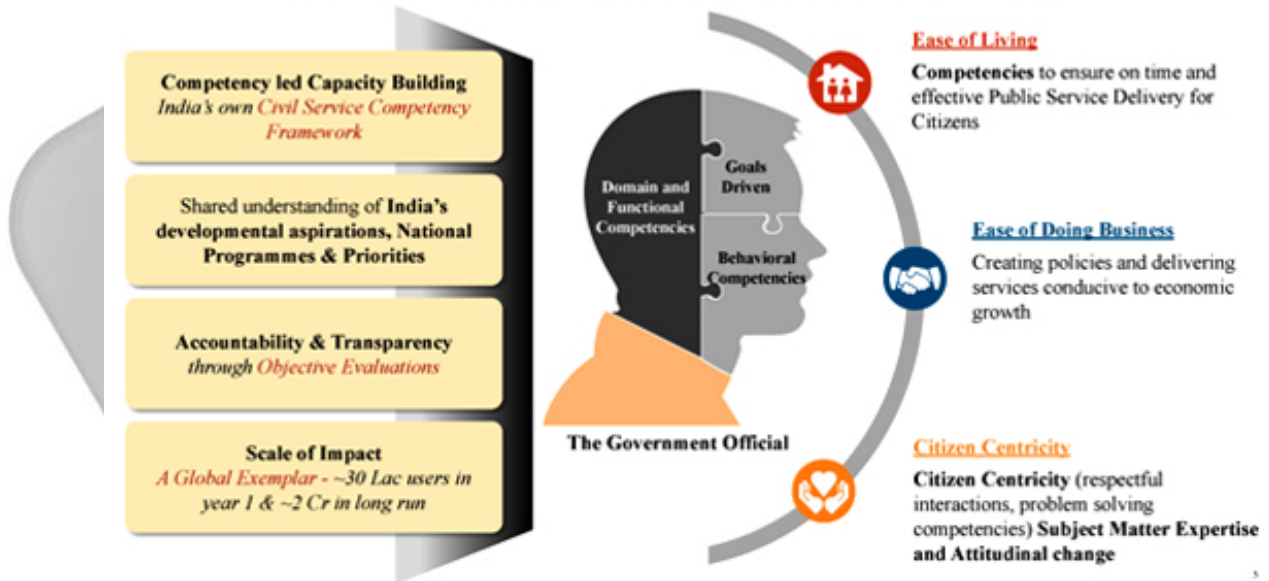 Competency led Capacity Building
India's own Civil Service Competency
Framework
Shared understanding of India's
developmental aspirations, National
Programmes & Priorities
Accountability & Transparency
through Objective Evaluations
Scale of Impact
A Global Exemplar - ~30 Lac users in
year 1 & ~2 Cr in long run
Domain and
Functional
Competencies
Goals
Driven
Behavioral
Competencies
The Government Official
Ease of Living
Competencies to ensure on time and
effective Public Service Delivery for
Citizens
Ease of Doing Business
Creating policies and delivering
services conducive to economic
growth
Citizen Centricity
Citizen Centricity (respectful
interactions, problem solving
competencies) Subject Matter Expertise
and Attitudinal change
5